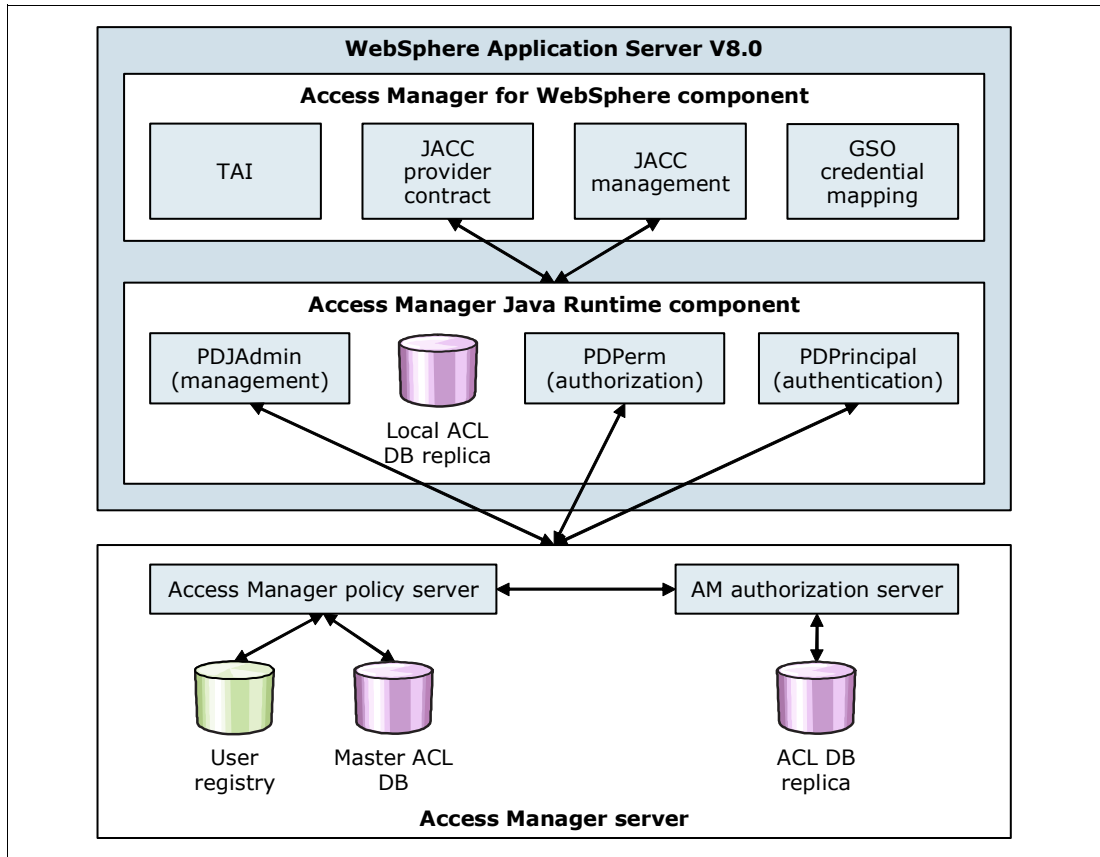 WebSphere Application Server V8.0
Access Manager for WebSphere component
TAI
JACC
provider
contract
JACC
management
GSO
credential
mapping
Access Manager Java Runtime component
PDJAdmin
(management)
Local ACL
DB replica
PDPerm
(authorization)
PDPrincipal
(authentication)
Access Manager policy server
AM authorization server
User
registry
Master ACL
DB
ACL DB
replica
Access Manager server